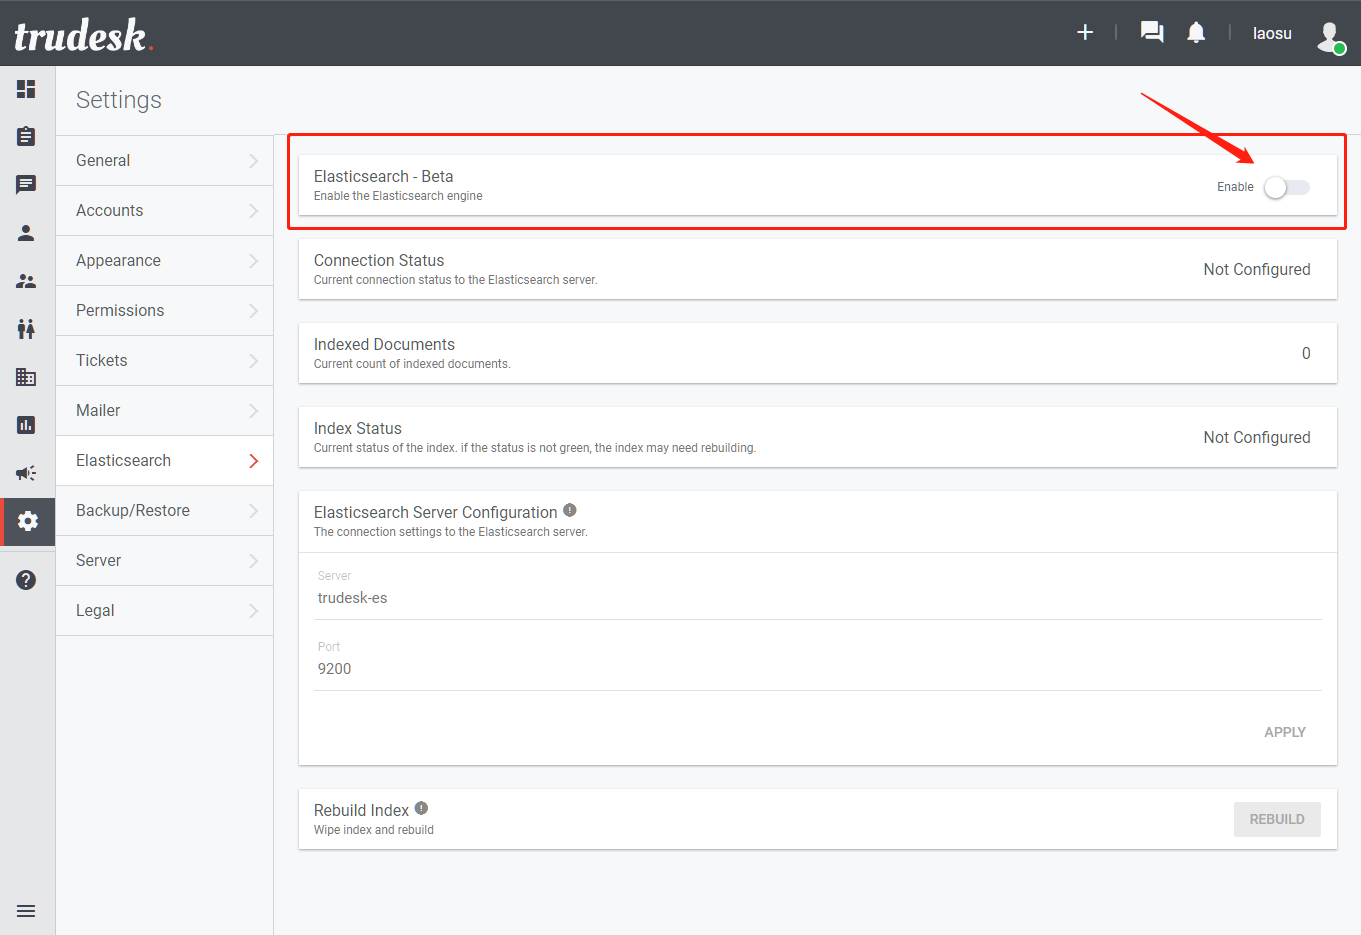 trudesk.
laosu
Settings
General
Accounts
Appearance
Permissions
Tickets
Mailer
Elasticsearch
Backup/Restore
Server
Legal
Elasticsearch - Beta
Enable the Elasticsearch engine
Enable
Connection Status
Current connection status to the Elasticsearch server.
Not Configured
Indexed Documents
Current count of indexed documents.
0
Index Status
Current status of the index. if the status is not green, the index may need rebuilding.
Not Configured
Elasticsearch Server Configuration
The connection settings to the Elasticsearch server.
Server
trudesk-es
Port
9200
APPLY
Rebuild Index
Wipe index and rebuild
REBUILD